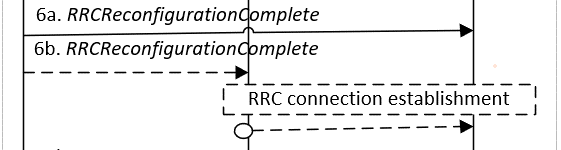 6a. RRCReconfigurationComplete
6b. RRCReconfigurationComplete
RRC connection establishment